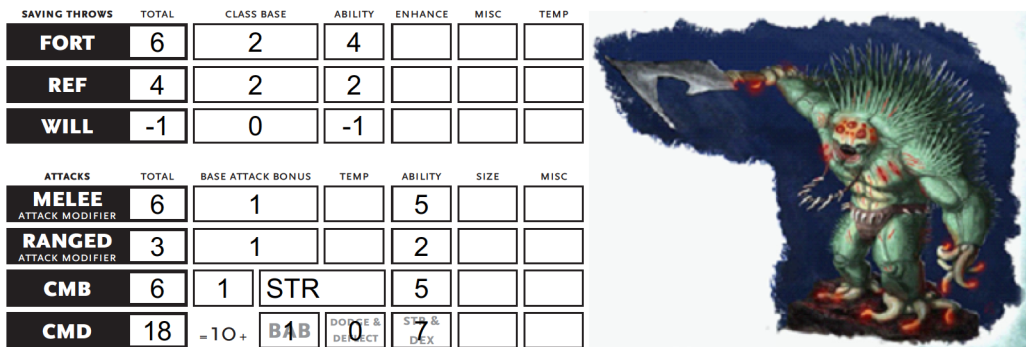 SAVING THROWS TOTAL CLASS BASE ABILITY ENHANCE MISC TEMP
FORT 6 2 4
REF 4 2 2
WILL -1 0 -1
ATTACKS TOTAL BASE ATTACK BONUS TEMP ABILITY SIZE MISC
MELEE 6 1 5
ATTACK MODIFIER
RANGED 3 1 2
ATTACK MODIFIER
CMB 6 1 STR 5
CMD 18 =10+ BAB 1 DODGE & DEFLECT 0 STR & DEX 7